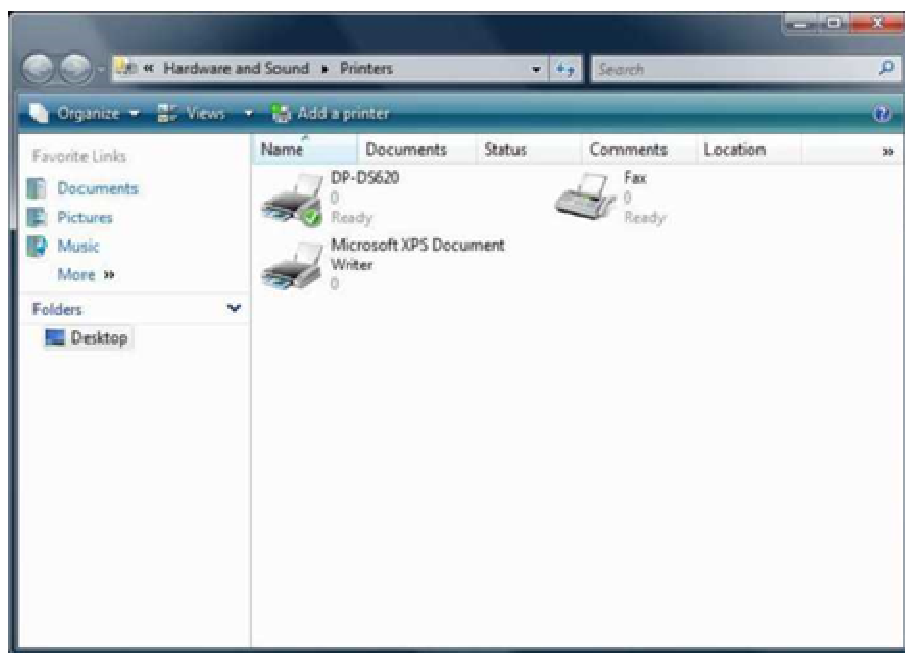 « Hardware and Sound ▸ Printers
Search
Organize Views Add a printer
Favorite Links
Documents
Pictures
Music
More »
Folders
Desktop
Name Documents Status Comments Location »
DP-DS620
0
Ready
Fax
0
Ready
Microsoft XPS Document
Writer
0